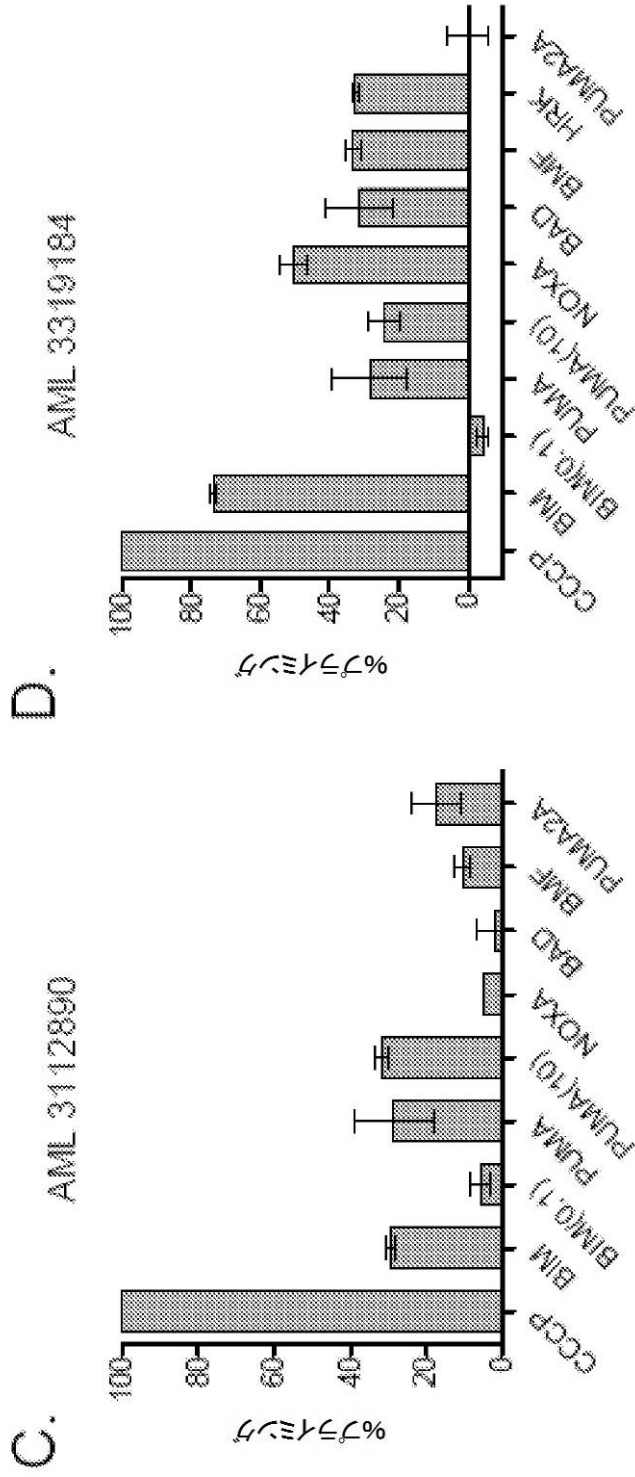 C.
AML 3112890
%プライミング
100
80
60
40
20
0
CCCP
BIM
BIM(0.1)
PUMA
PUMA(10)
NOXA
BAD
BMF
PUMA2A
D.
AML 3319184
%プライミング
100
80
60
40
20
0
CCCP
BIM
BIM(0.1)
PUMA
PUMA(10)
NOXA
BAD
BMF
HRK
PUMA2A